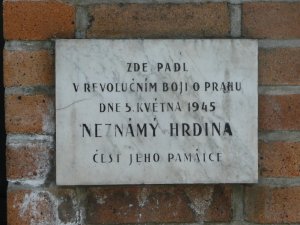 ZDE PADL
V REVOLUČNÍM BOJI O PRAHU
DNE 5. KVĚTNA 1945
NEZNÁMÝ HRDINA
ČEST JEHO PAMÁTCE